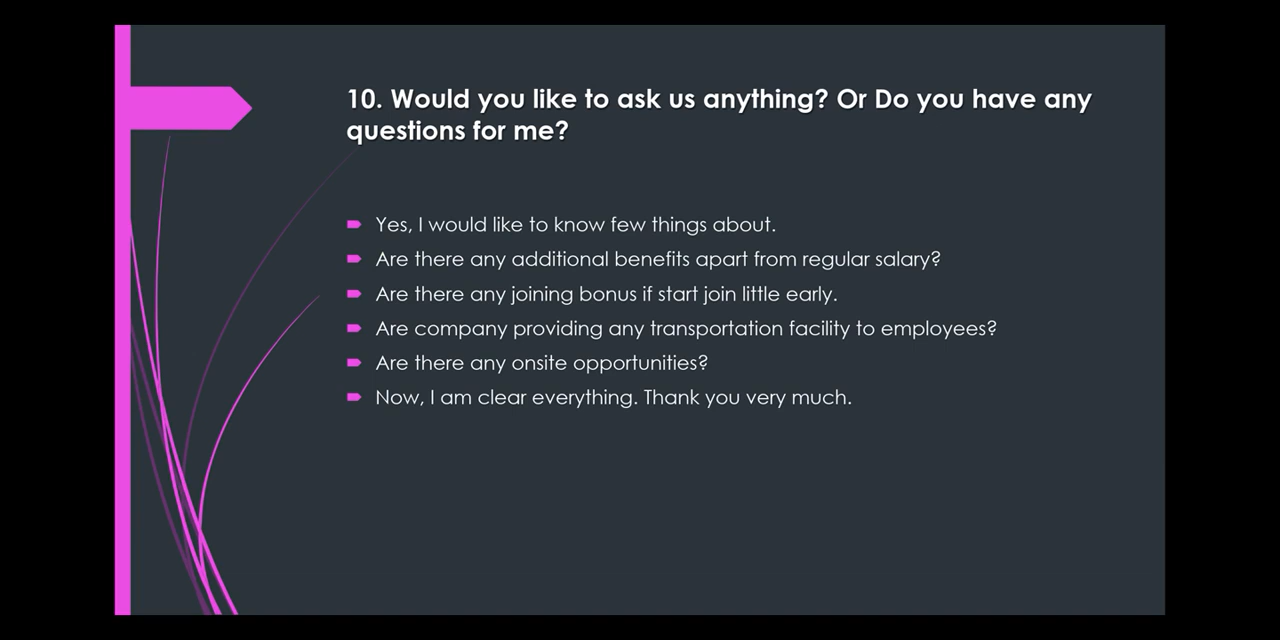 10. Would you like to ask us anything? Or Do you have any
questions for me?
Yes, I would like to know few things about.
Are there any additional benefits apart from regular salary?
Are there any joining bonus if start join little early.
Are company providing any transportation facility to employees?
Are there any onsite opportunities?
Now, I am clear everything. Thank you very much.